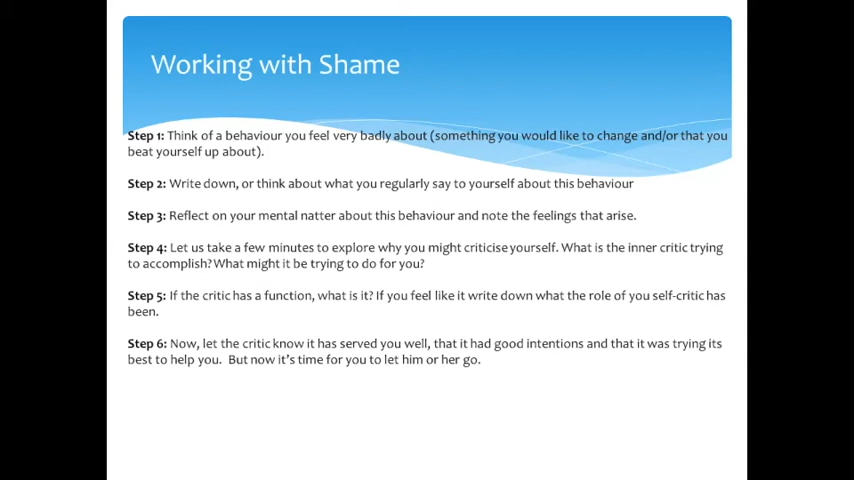 Working with Shame
Step 1: Think of a behaviour you feel very badly about (something you would like to change and/or that you
beat yourself up about).
Step 2: Write down, or think about what you regularly say to yourself about this behaviour
Step 3: Reflect on your mental natter about this behaviour and note the feelings that arise.
Step 4: Let us take a few minutes to explore why you might criticise yourself. What is the inner critic trying
to accomplish? What might it be trying to do for you?
Step 5: If the critic has a function, what is it? If you feel like it write down what the role of you self-critic has
been.
Step 6: Now, let the critic know it has served you well, that it had good intentions and that it was trying its
best to help you.  But now it's time for you to let him or her go.